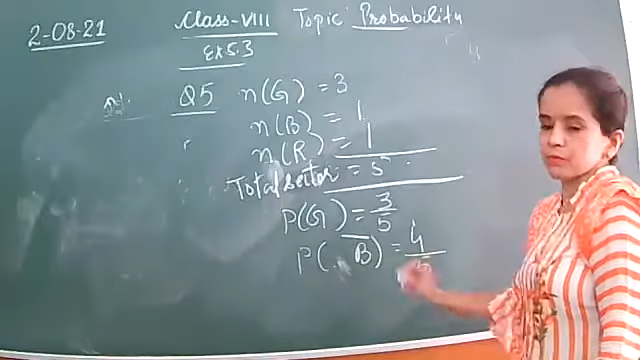 2-08-21
Class-VIII Topic Probability
Ex 5.3
Q5 n(G) = 3
n(B) = 1
n(R) = 1
Total sector = 5
P(G) = 3/5
P( B̅) = 4/5